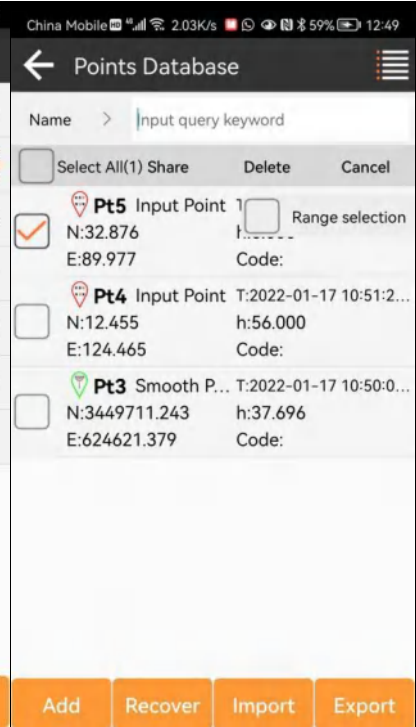 China Mobile HD 4G 2.03K/s 59% 12:49
Points Database
Name > Input query keyword
Select All(1) Share Delete Cancel
Pt5 Input Point
Range selection
N:32.876
E:89.977 Code:
Pt4 Input Point T:2022-01-17 10:51:2...
N:12.455 h:56.000
E:124.465 Code:
Pt3 Smooth P... T:2022-01-17 10:50:0...
N:3449711.243 h:37.696
E:624621.379 Code:
Add Recover Import Export